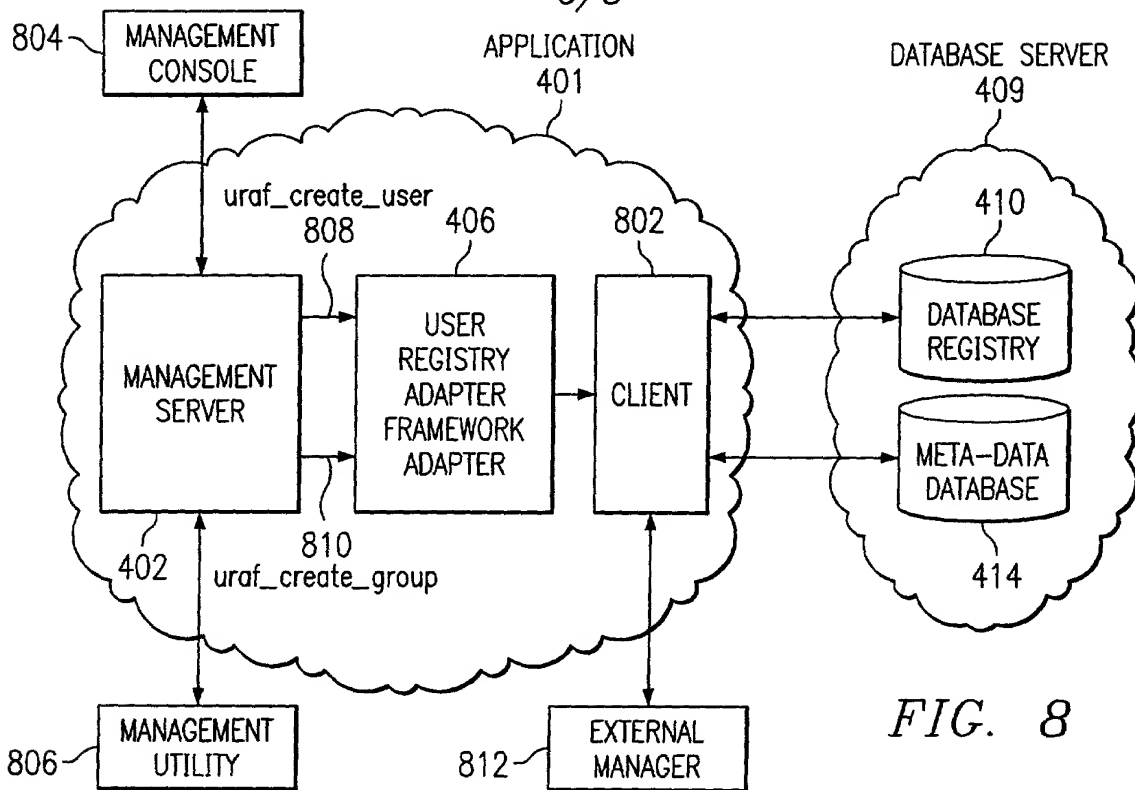 804
MANAGEMENT
CONSOLE
APPLICATION
401
DATABASE SERVER
409
uraf_create_user
808
406
802
410
MANAGEMENT
SERVER
USER
REGISTRY
ADAPTER
FRAMEWORK
ADAPTER
CLIENT
DATABASE
REGISTRY
META-DATA
DATABASE
402
810
uraf_create_group
414
806
MANAGEMENT
UTILITY
812
EXTERNAL
MANAGER
FIG. 8